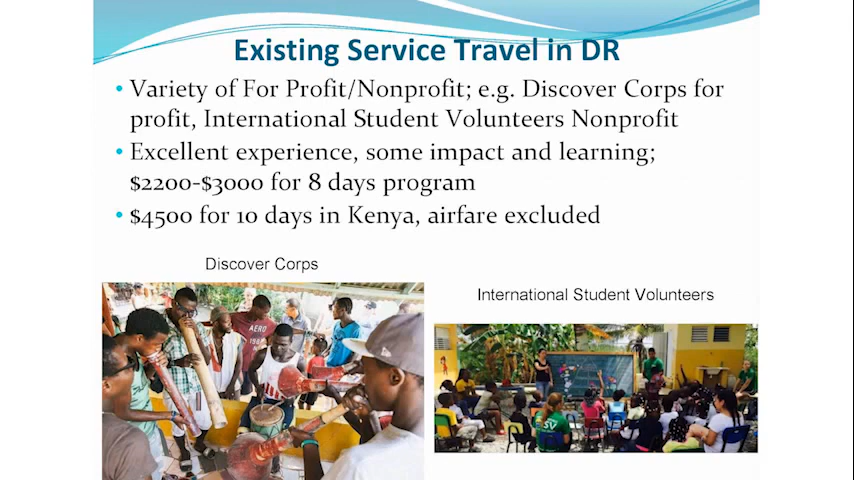 Existing Service Travel in DR
• Variety of For Profit/Nonprofit; e.g. Discover Corps for
profit, International Student Volunteers Nonprofit
• Excellent experience, some impact and learning;
$2200-$3000 for 8 days program
• $4500 for 10 days in Kenya, airfare excluded
Discover Corps
International Student Volunteers
AERO
SV